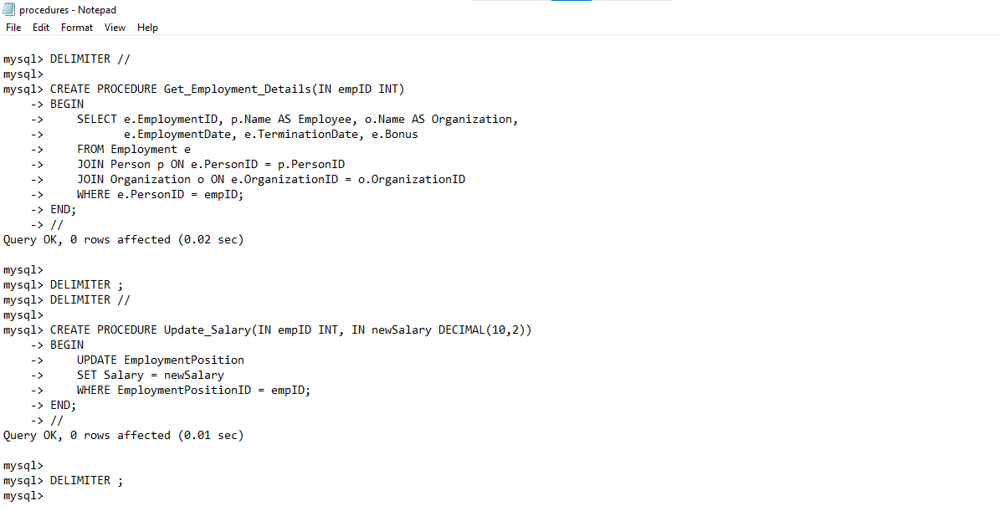 procedures - Notepad
File Edit Format View Help
mysql> DELIMITER //
mysql>
mysql> CREATE PROCEDURE Get_Employment_Details(IN empID INT)
    -> BEGIN
    ->     SELECT e.EmploymentID, p.Name AS Employee, o.Name AS Organization,
    ->            e.EmploymentDate, e.TerminationDate, e.Bonus
    ->     FROM Employment e
    ->     JOIN Person p ON e.PersonID = p.PersonID
    ->     JOIN Organization o ON e.OrganizationID = o.OrganizationID
    ->     WHERE e.PersonID = empID;
    -> END;
    -> //
Query OK, 0 rows affected (0.02 sec)
mysql>
mysql> DELIMITER ;
mysql> DELIMITER //
mysql>
mysql> CREATE PROCEDURE Update_Salary(IN empID INT, IN newSalary DECIMAL(10,2))
    -> BEGIN
    ->     UPDATE EmploymentPosition
    ->     SET Salary = newSalary
    ->     WHERE EmploymentPositionID = empID;
    -> END;
    -> //
Query OK, 0 rows affected (0.01 sec)
mysql>
mysql> DELIMITER ;
mysql>